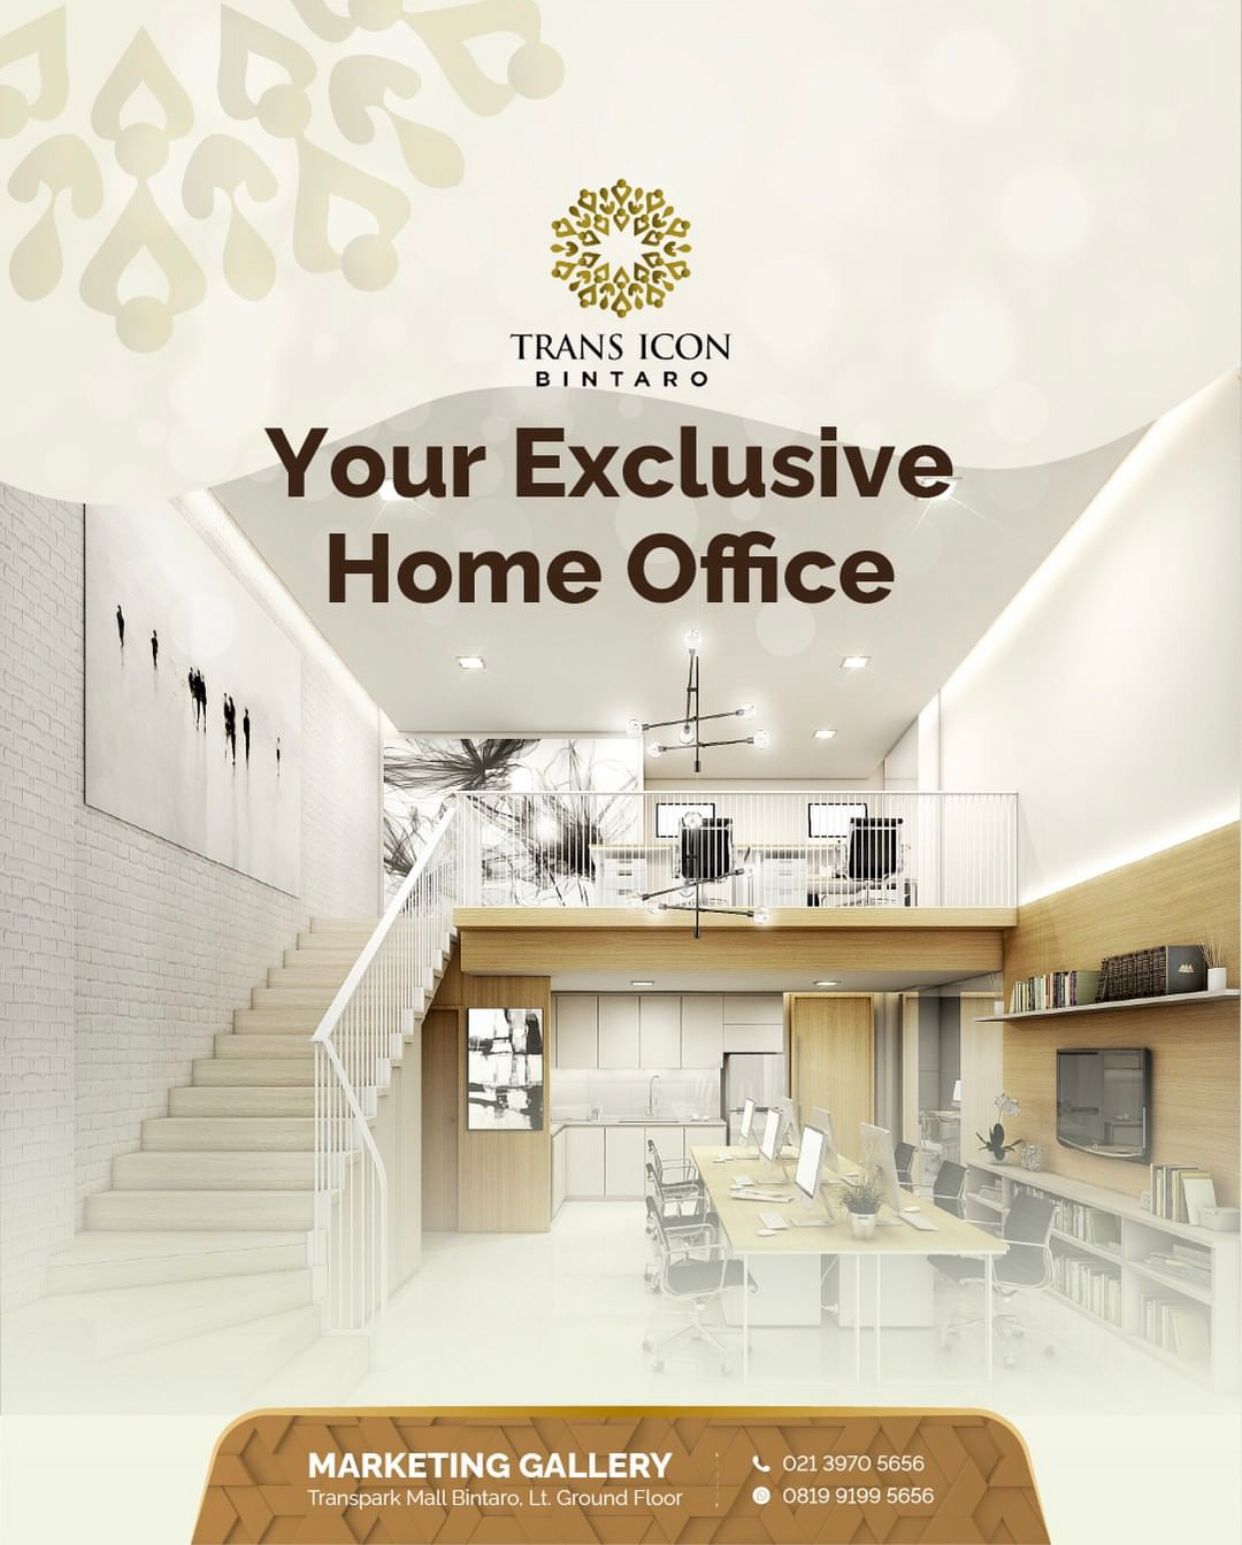 TRANS ICON
BINTARO
Your Exclusive
Home Office
MARKETING GALLERY
Transpark Mall Bintaro, Lt. Ground Floor
021 3970 5656
0819 9199 5656